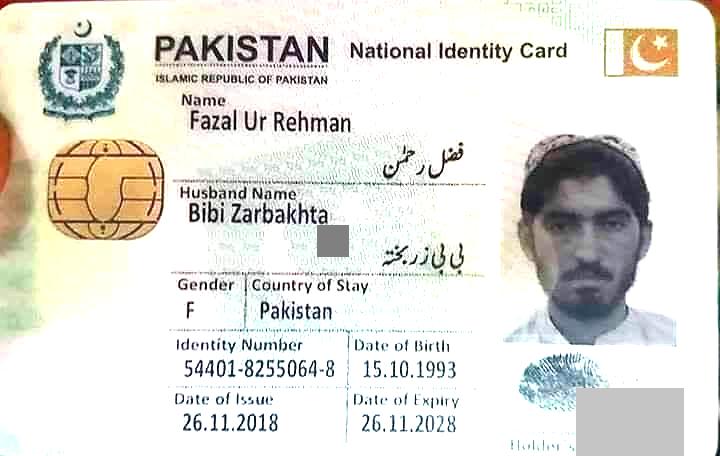 PAKISTAN National Identity Card
ISLAMIC REPUBLIC OF PAKISTAN
Name
Fazal Ur Rehman
فضل رحمٰن
Husband Name
Bibi Zarbakhta
بی بی زربختہ
Gender Country of Stay
F Pakistan
Identity Number Date of Birth
54401-8255064-8 15.10.1993
Date of Issue Date of Expiry
26.11.2018 26.11.2028
Holder's